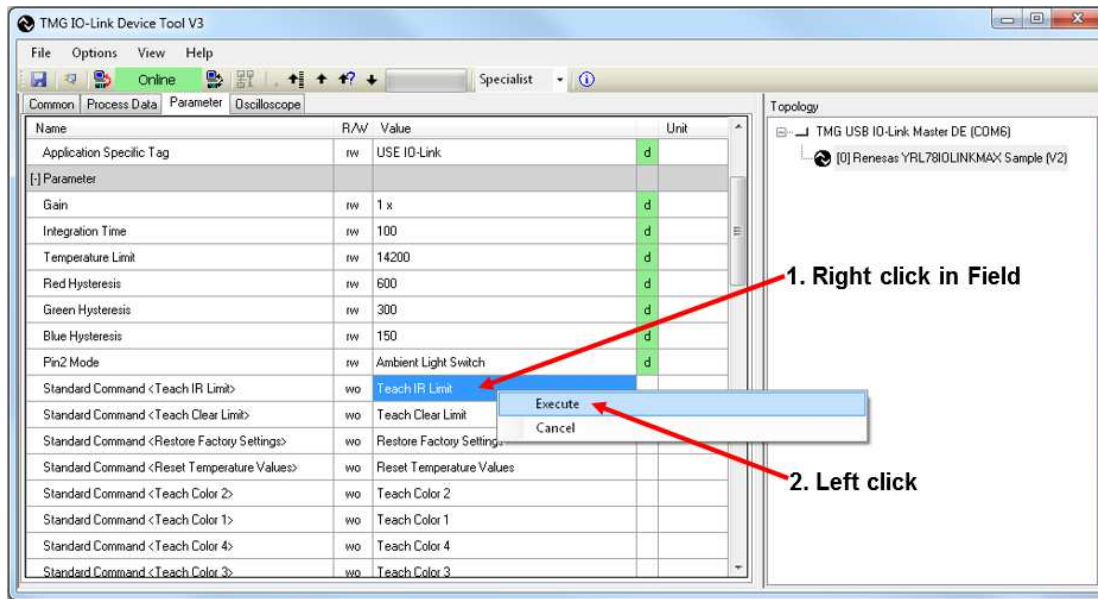 TMG IO-Link Device Tool V3
File Options View Help
Online Specialist
Common Process Data Parameter Oscilloscope
Topology
Name R/W Value Unit
TMG USB IO-Link Master DE (COM6)
Application Specific Tag rw USE IO-Link d
[0] Renesas YRL78IOLINKMAX Sample (V2)
[-] Parameter
Gain rw 1 x d
Integration Time rw 100 d
Temperature Limit rw 14200 d
Red Hysteresis rw 600 d
1. Right click in Field
Green Hysteresis rw 300 d
Blue Hysteresis rw 150 d
Pin2 Mode rw Ambient Light Switch d
Standard Command <Teach IR Limit> wo Teach IR Limit
Execute
Standard Command <Teach Clear Limit> wo Teach Clear Limit
Cancel
Standard Command <Restore Factory Settings> wo Restore Factory Settings
Standard Command <Reset Temperature Values> wo Reset Temperature Values
2. Left click
Standard Command <Teach Color 2> wo Teach Color 2
Standard Command <Teach Color 1> wo Teach Color 1
Standard Command <Teach Color 4> wo Teach Color 4
Standard Command <Teach Color 3> wo Teach Color 3